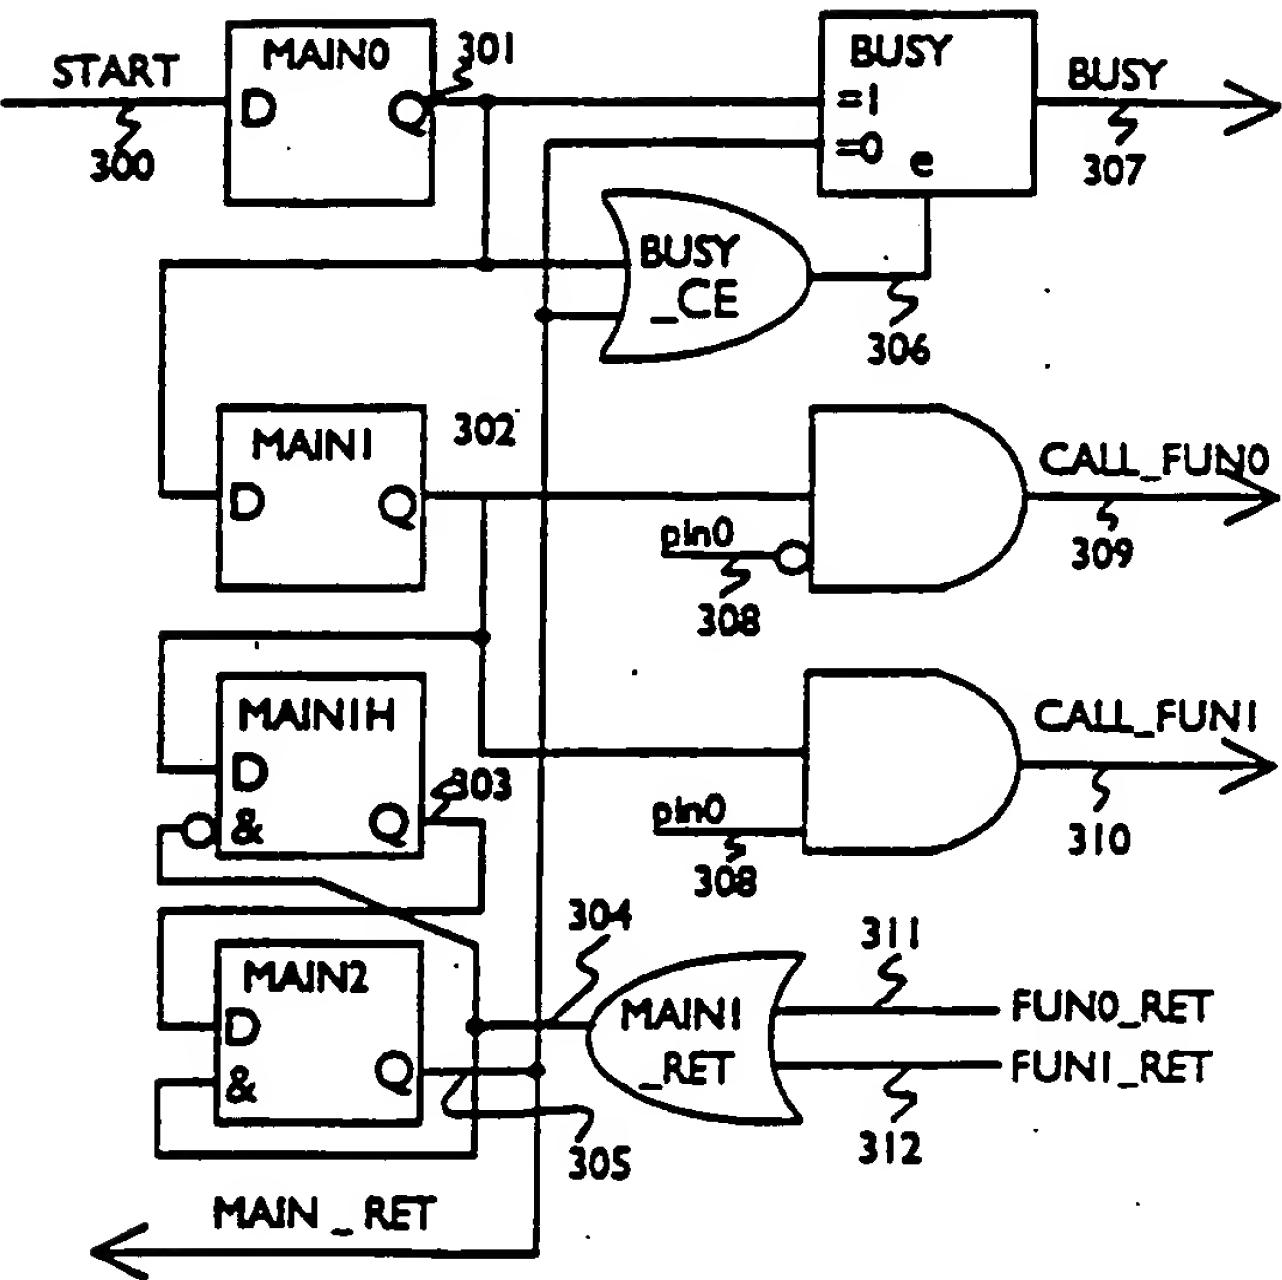 START
300
MAIN0
D
Q
301
BUSY
=1
=0
e
BUSY
307
BUSY
_CE
306
MAIN1
D
Q
302
pin0
308
CALL_FUN0
309
MAIN1H
D
&
Q
303
pin0
308
CALL_FUN1
310
MAIN2
D
&
Q
304
305
MAIN1
_RET
311
FUN0_RET
FUN1_RET
312
MAIN_RET